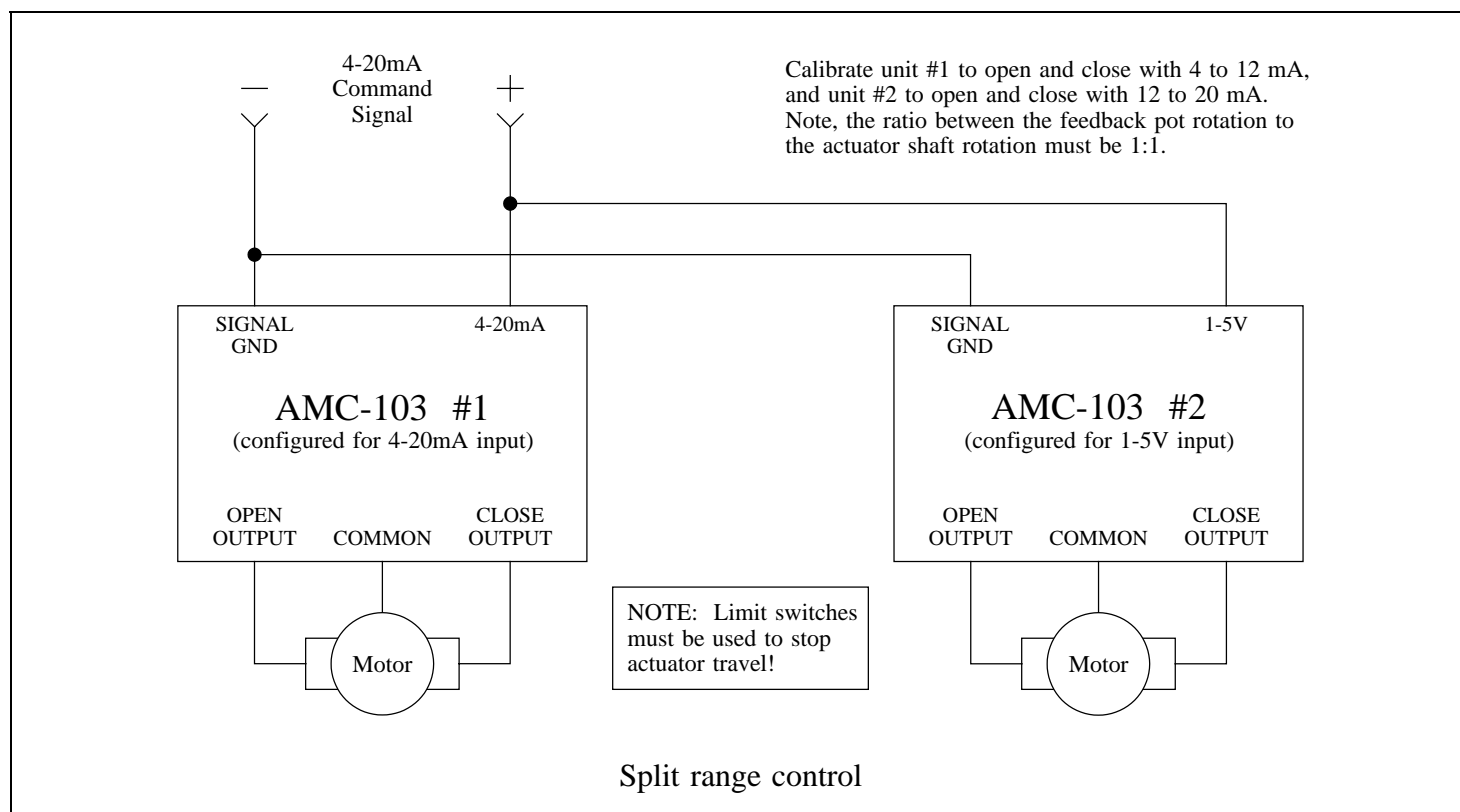 4-20mA
Command
Signal
− +
Calibrate unit #1 to open and close with 4 to 12 mA,
and unit #2 to open and close with 12 to 20 mA.
Note, the ratio between the feedback pot rotation to
the actuator shaft rotation must be 1:1.
SIGNAL
GND
4-20mA
AMC-103 #1
(configured for 4-20mA input)
OPEN
OUTPUT
COMMON
CLOSE
OUTPUT
Motor
SIGNAL
GND
1-5V
AMC-103 #2
(configured for 1-5V input)
OPEN
OUTPUT
COMMON
CLOSE
OUTPUT
Motor
NOTE: Limit switches
must be used to stop
actuator travel!
Split range control